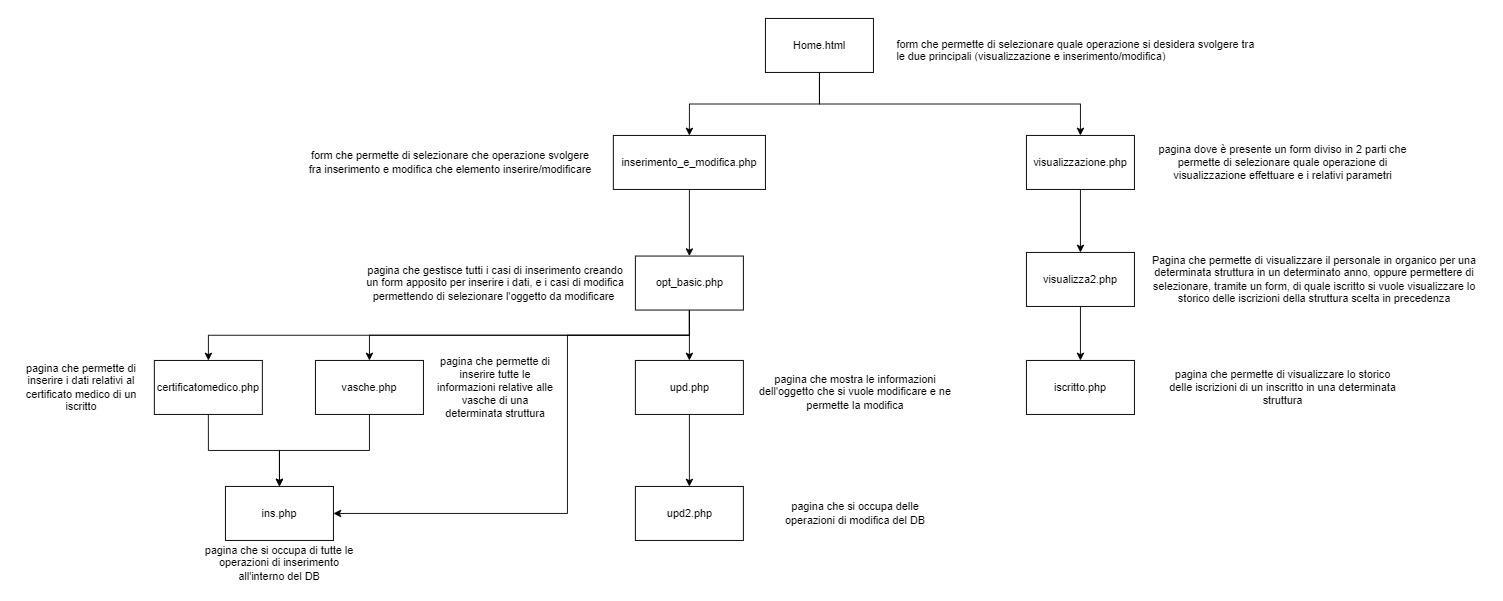 Home.html
form che permette di selezionare quale operazione si desidera svolgere tra
le due principali (visualizzazione e inserimento/modifica)
form che permette di selezionare che operazione svolgere
fra inserimento e modifica che elemento inserire/modificare
inserimento_e_modifica.php
visualizzazione.php
pagina dove è presente un form diviso in 2 parti che
permette di selezionare quale operazione di
visualizzazione effettuare e i relativi parametri
pagina che gestisce tutti i casi di inserimento creando
un form apposito per inserire i dati, e i casi di modifica
permettendo di selezionare l'oggetto da modificare
opt_basic.php
visualizza2.php
Pagina che permette di visualizzare il personale in organico per una
determinata struttura in un determinato anno, oppure permettere di
selezionare, tramite un form, di quale iscritto si vuole visualizzare lo
storico delle iscrizioni della struttura scelta in precedenza
pagina che permette di
inserire i dati relativi al
certificato medico di un
iscritto
certificatomedico.php
vasche.php
pagina che permette di
inserire tutte le
informazioni relative alle
vasche di una
determinata struttura
upd.php
pagina che mostra le informazioni
dell'oggetto che si vuole modificare e ne
permette la modifica
iscritto.php
pagina che permette di visualizzare lo storico
delle iscrizioni di un inscritto in una determinata
struttura
ins.php
pagina che si occupa di tutte le
operazioni di inserimento
all'interno del DB
upd2.php
pagina che si occupa delle
operazioni di modifica del DB